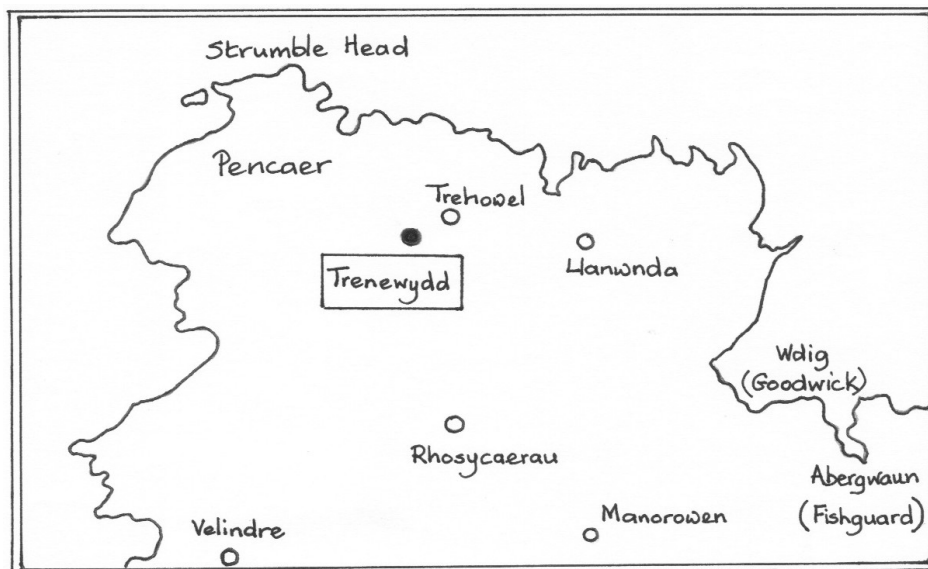 Strumble Head
Pencaer
Trehowel
Trenewydd
Llanwnda
Wdig
(Goodwick)
Rhosycaerau
Abergwaun
(Fishguard)
Manorowen
Velindre